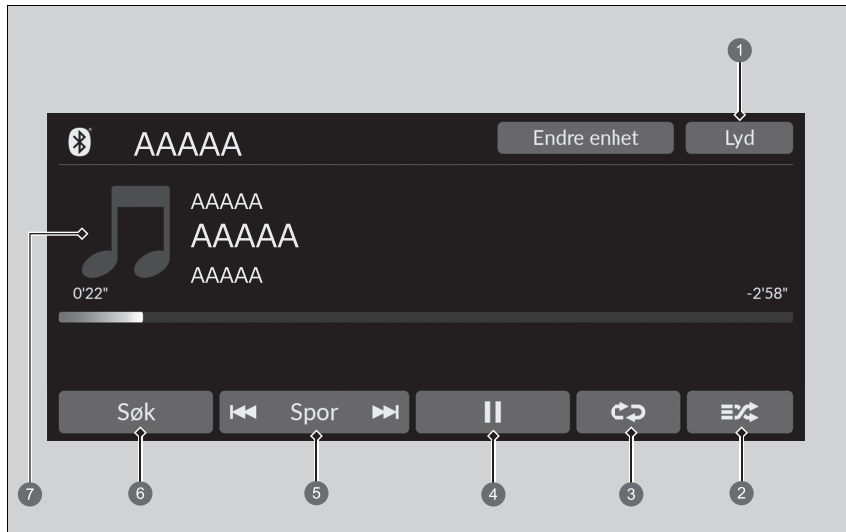 1
AAAAA Endre enhet Lyd
AAAAA
AAAAA
AAAAA
0'22" -2'58"
Søk Spor
7 6 5 4 3 2